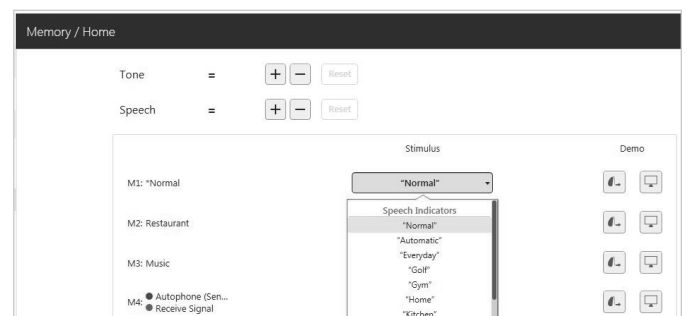 Memory / Home
Tone = + − Reset
Speech = + − Reset
Stimulus Demo
M1: *Normal "Normal"
Speech Indicators
"Normal"
M2: Restaurant
"Automatic"
"Everyday"
M3: Music
"Golf"
"Gym"
M4: Autophone (Sen...
Receive Signal
"Home"
"Kitchen"